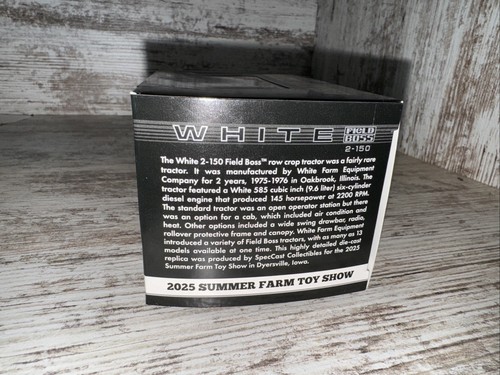 WHITE FIELD BOSS
2-150
The White 2-150 Field Boss™ row crop tractor was a fairly rare
tractor. It was manufactured by White Farm Equipment
Company for 2 years, 1975-1976 in Oakbrook, Illinois. The
tractor featured a White 585 cubic inch (9.6 liter) six-cylinder
diesel engine that produced 145 horsepower at 2200 RPM.
The standard tractor was an open operator station but there
was an option for a cab, which included air condition and
heat. Other options included a wide swing drawbar, radio,
rollover protective frame and canopy. White Farm Equipment
introduced a variety of Field Boss tractors, with as many as 13
models available at one time. This highly detailed die-cast
replica was produced by SpecCast Collectibles for the 2025
Summer Farm Toy Show in Dyersville, Iowa.
2025 SUMMER FARM TOY SHOW